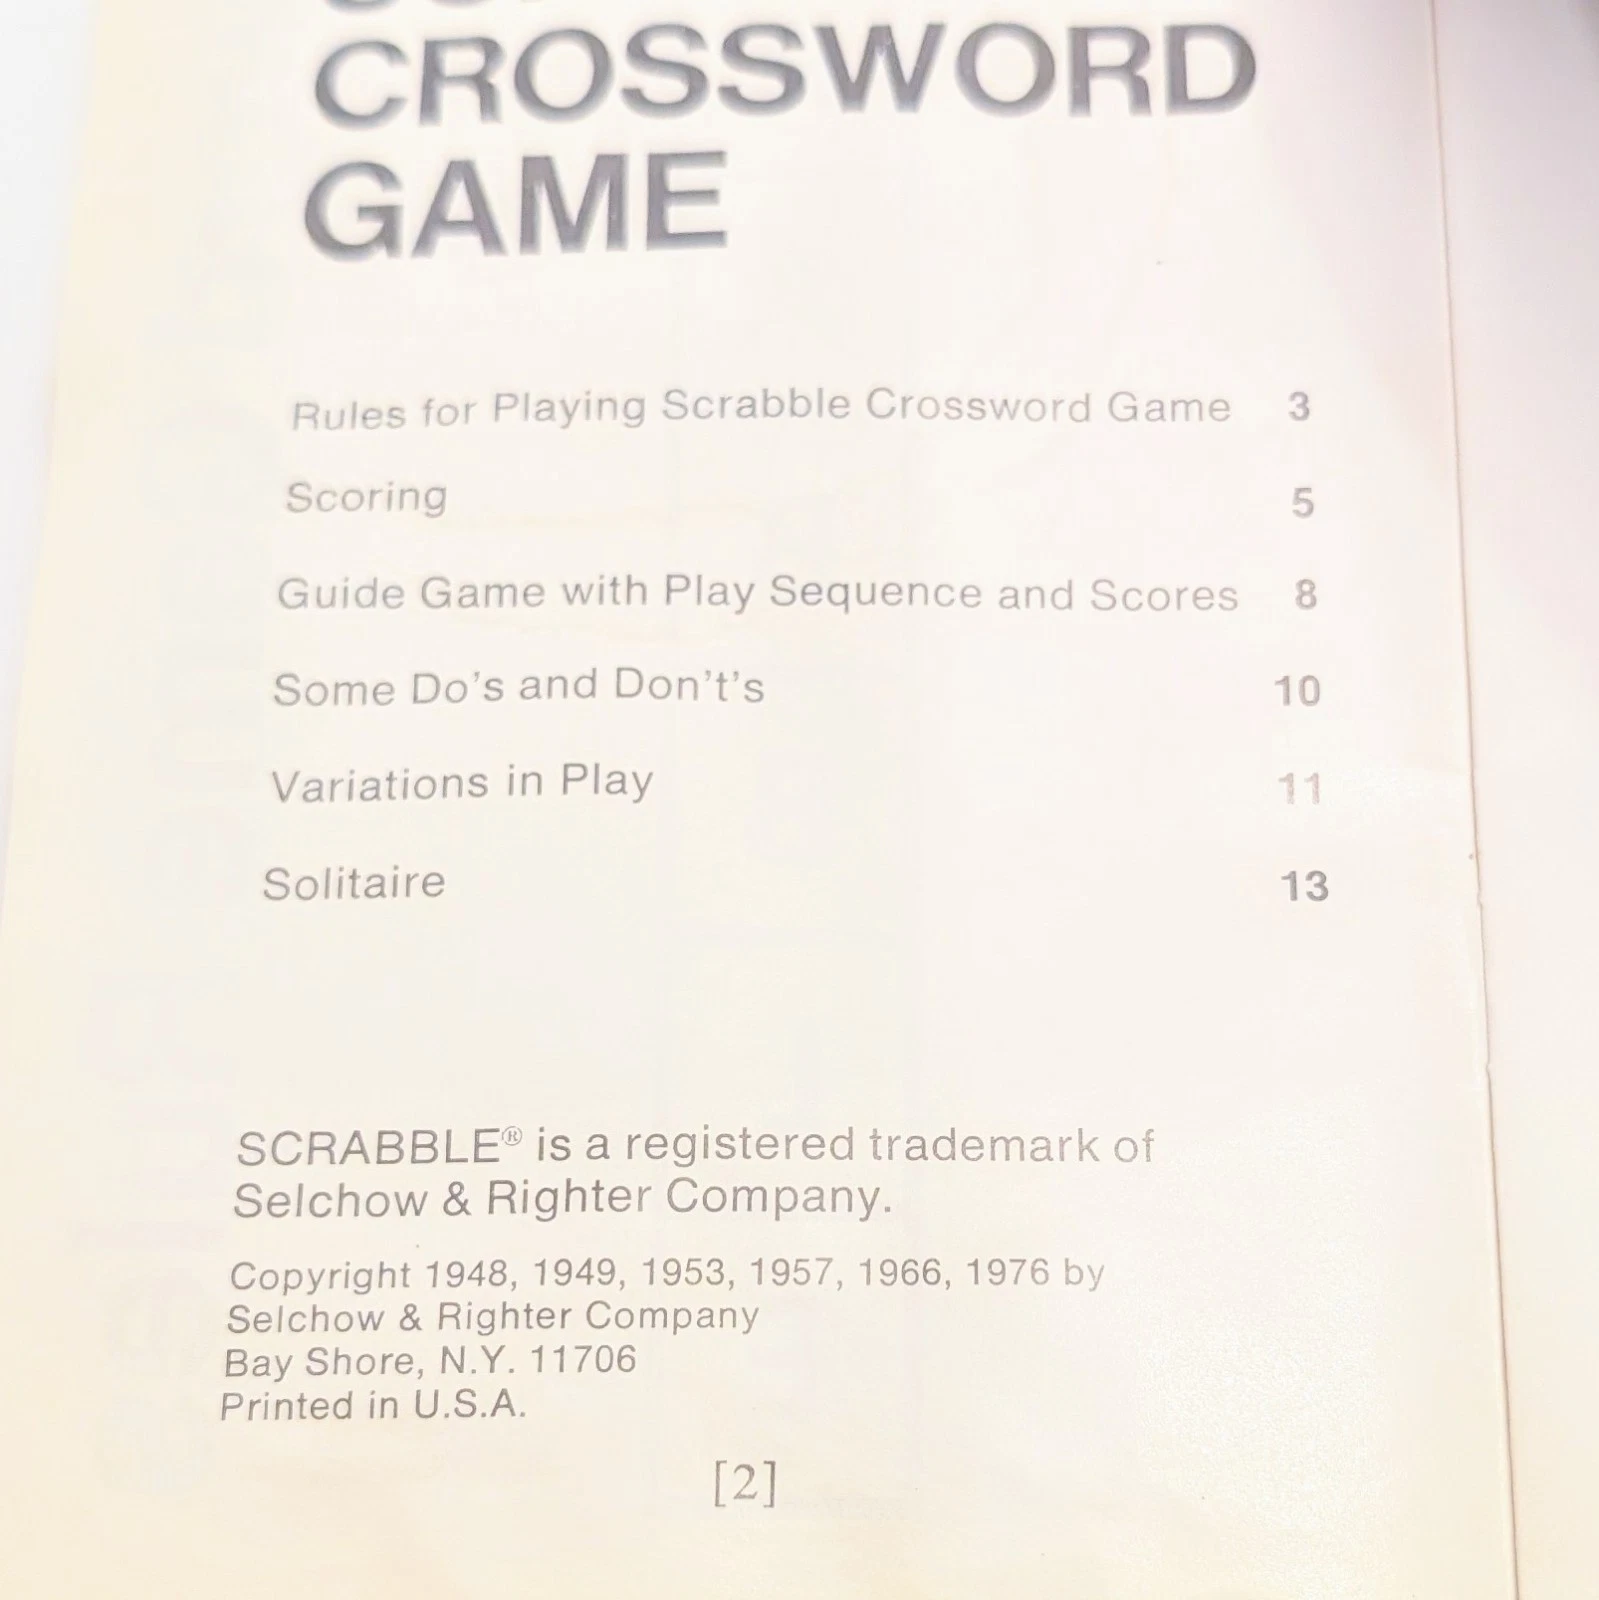 CROSSWORD
GAME
Rules for Playing Scrabble Crossword Game 3
Scoring 5
Guide Game with Play Sequence and Scores 8
Some Do's and Don't's 10
Variations in Play 11
Solitaire 13
SCRABBLE® is a registered trademark of
Selchow & Righter Company.
Copyright 1948, 1949, 1953, 1957, 1966, 1976 by
Selchow & Righter Company
Bay Shore, N.Y. 11706
Printed in U.S.A.
[2]